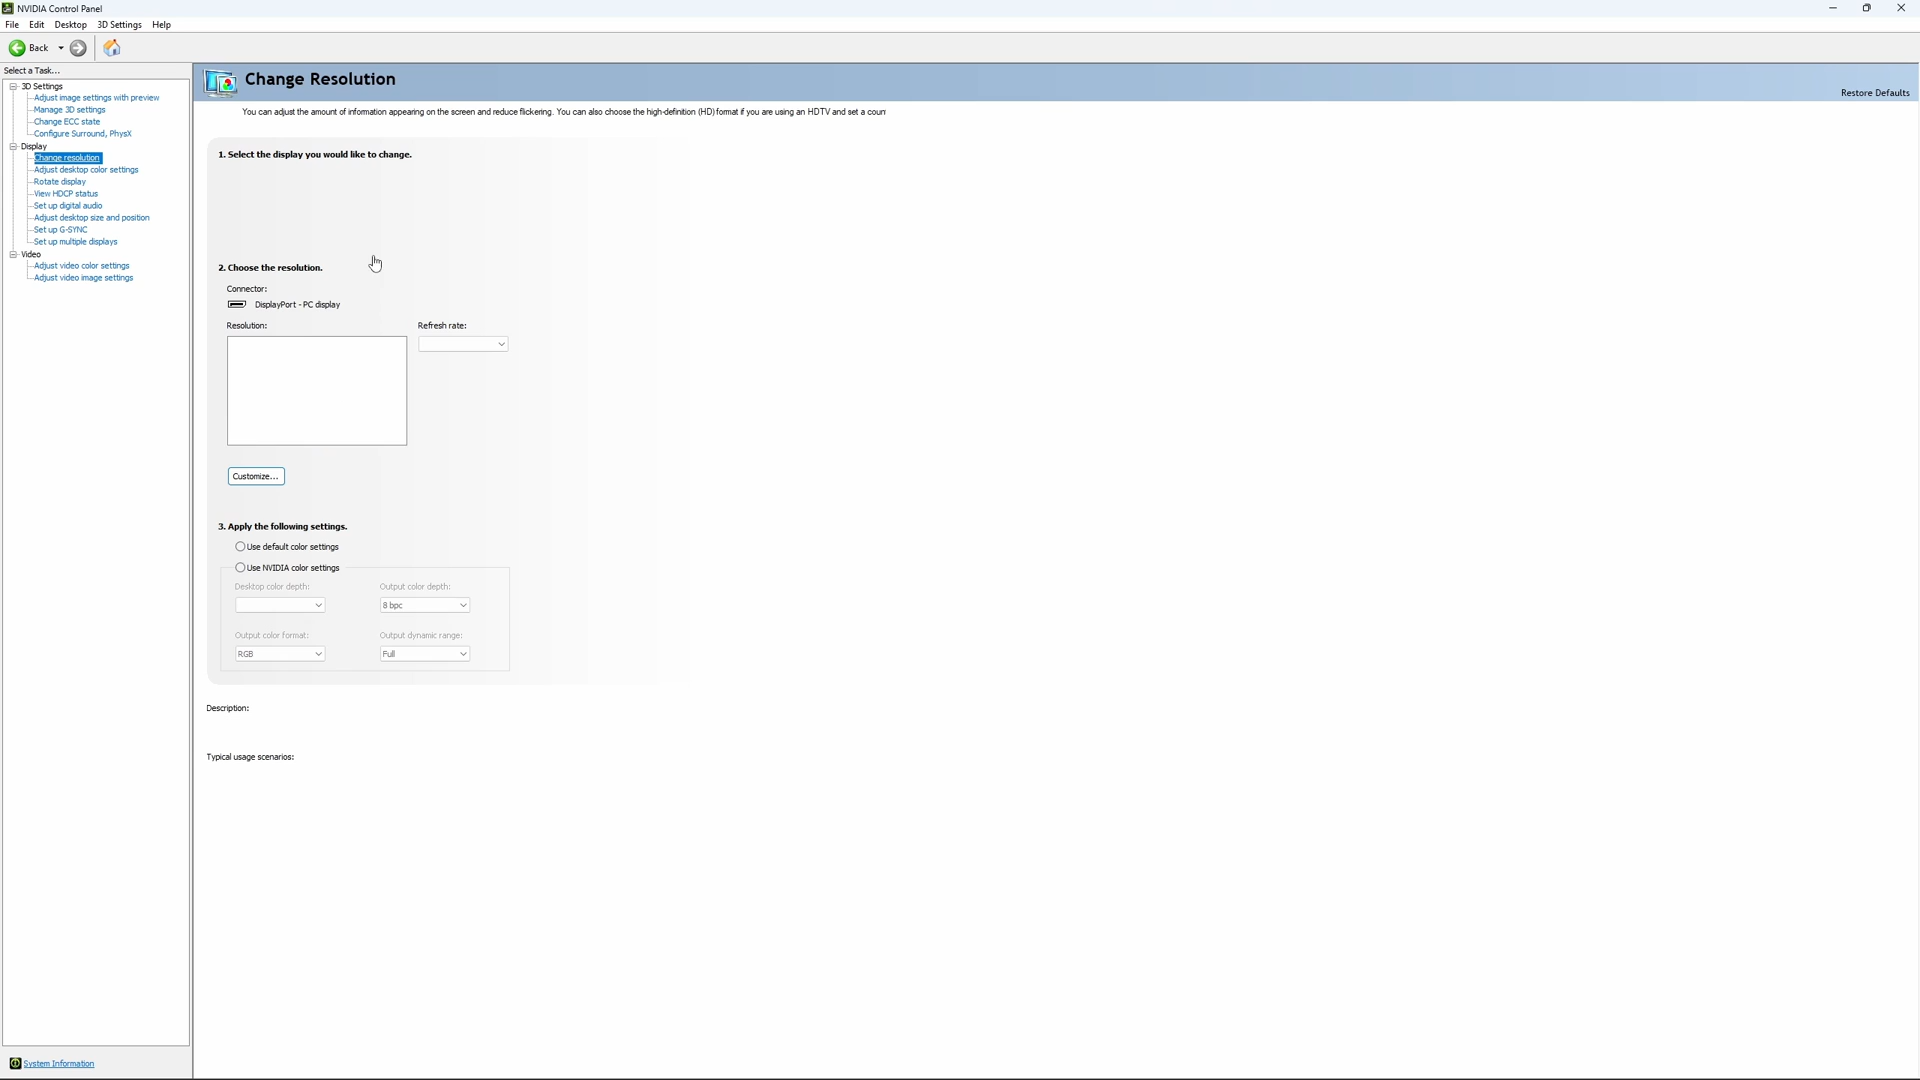 NVIDIA Control Panel
File Edit Desktop 3D Settings Help
Back
Select a Task...
3D Settings
Adjust image settings with preview
Manage 3D settings
Change ECC state
Configure Surround, PhysX
Display
Change resolution
Adjust desktop color settings
Rotate display
View HDCP status
Set up digital audio
Adjust desktop size and position
Set up G-SYNC
Set up multiple displays
Video
Adjust video color settings
Adjust video image settings
System Information
Change Resolution
Restore Defaults
You can adjust the amount of information appearing on the screen and reduce flickering. You can also choose the high-definition (HD) format if you are using an HDTV and set a coun
1. Select the display you would like to change.
2. Choose the resolution.
Connector:
DisplayPort - PC display
Resolution: Refresh rate:
Customize...
3. Apply the following settings.
Use default color settings
Use NVIDIA color settings
Desktop color depth: Output color depth:
8 bpc
Output color format: Output dynamic range:
RGB Full
Description:
Typical usage scenarios: